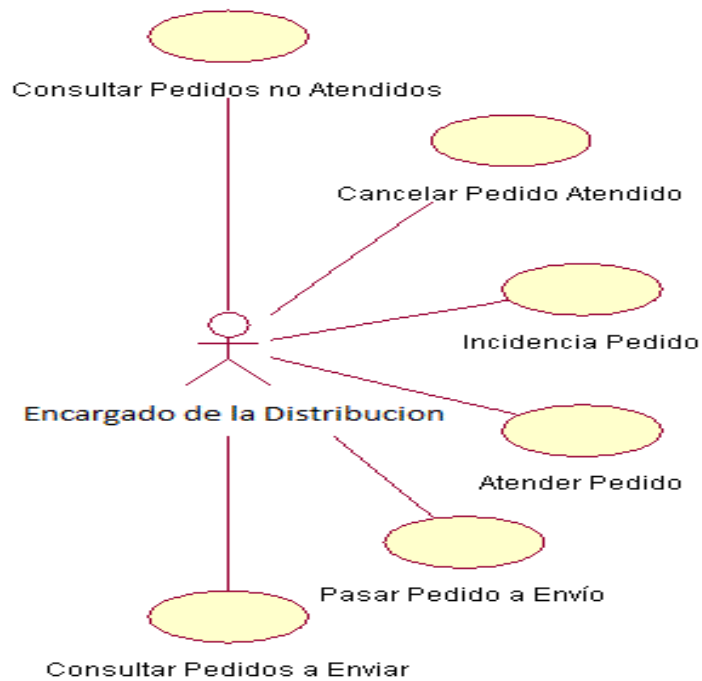 Consultar Pedidos no Atendidos
Cancelar Pedido Atendido
Incidencia Pedido
Encargado de la Distribucion
Atender Pedido
Pasar Pedido a Envío
Consultar Pedidos a Enviar